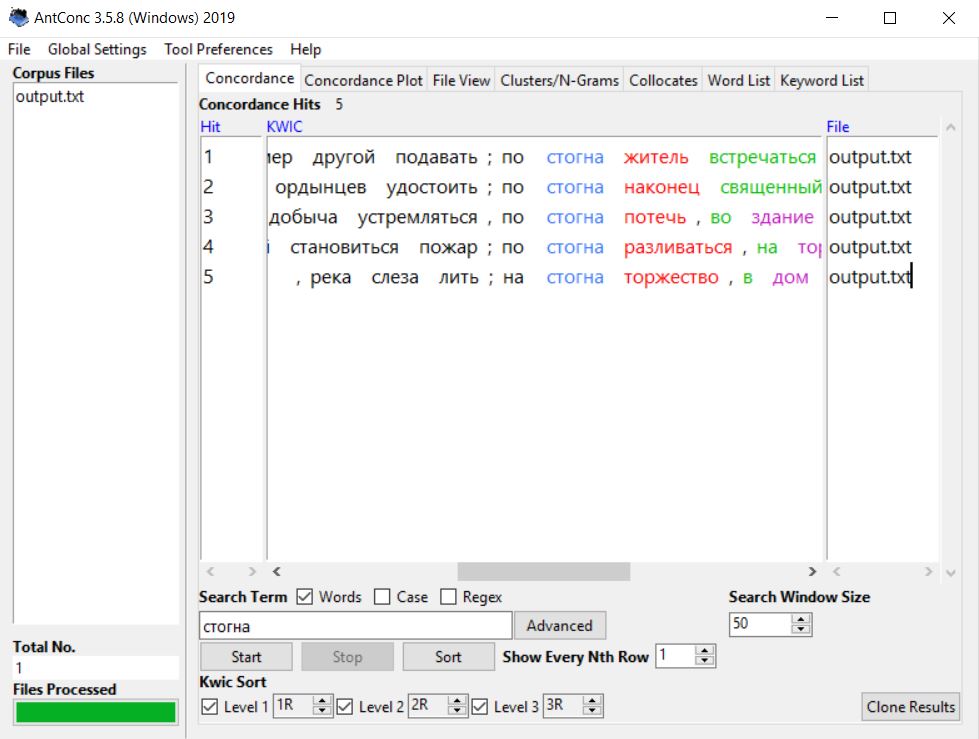 AntConc 3.5.8 (Windows) 2019
File Global Settings Tool Preferences Help
Corpus Files
output.txt
Concordance Concordance Plot File View Clusters/N-Grams Collocates Word List Keyword List
Concordance Hits 5
Hit KWIC File
1 мер другой подавать ; по стогна житель встречаться output.txt
2 ордынцев удостоить ; по стогна наконец священный output.txt
3 добыча устремляться , по стогна потечь , во здание output.txt
4 становиться пожар ; по стогна разливаться , на тор output.txt
5 , река слеза лить ; на стогна торжество , в дом output.txt
Search Term Words Case Regex Search Window Size
стогна Advanced 50
Start Stop Sort Show Every Nth Row 1
Total No.
1
Files Processed
Kwic Sort
Level 1 1R Level 2 2R Level 3 3R Clone Results